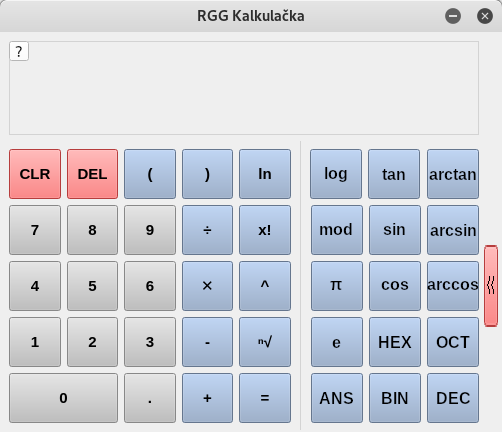 RGG Kalkulačka
?
CLR DEL ( ) ln log tan arctan
7 8 9 ÷ x! mod sin arcsin
4 5 6 × ^ π cos arccos
1 2 3 - ⁿ√ e HEX OCT
0 . + = ANS BIN DEC